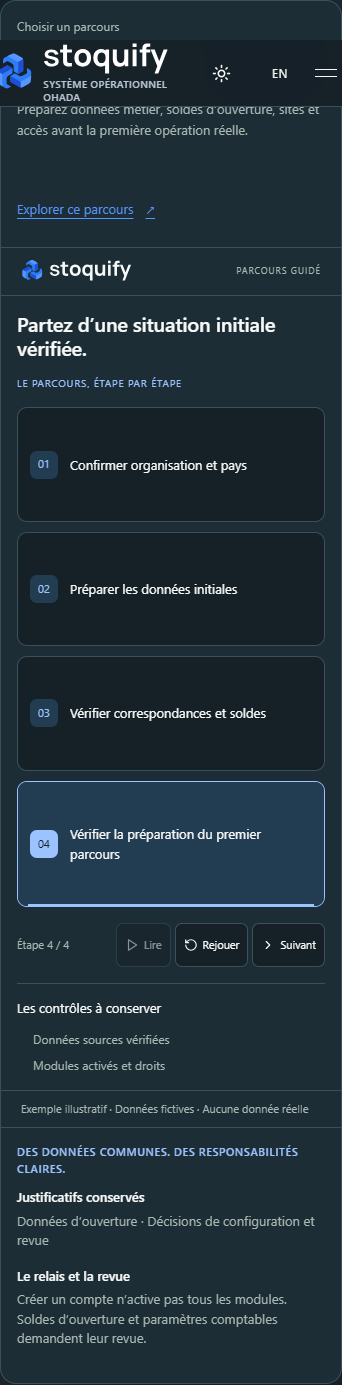 Choisir un parcours
stoquify
SYSTÈME OPÉRATIONNEL
OHADA
EN
Préparez données métier, soldes d’ouverture, sites et
accès avant la première opération réelle.
Explorer ce parcours ↗
stoquify
PARCOURS GUIDÉ
Partez d’une situation initiale
vérifiée.
LE PARCOURS, ÉTAPE PAR ÉTAPE
01 Confirmer organisation et pays
02 Préparer les données initiales
03 Vérifier correspondances et soldes
04 Vérifier la préparation du premier
parcours
Étape 4 / 4
Lire
Rejouer
Suivant
Les contrôles à conserver
Données sources vérifiées
Modules activés et droits
Exemple illustratif · Données fictives · Aucune donnée réelle
DES DONNÉES COMMUNES. DES RESPONSABILITÉS
CLAIRES.
Justificatifs conservés
Données d’ouverture · Décisions de configuration et
revue
Le relais et la revue
Créer un compte n’active pas tous les modules.
Soldes d’ouverture et paramètres comptables
demandent leur revue.